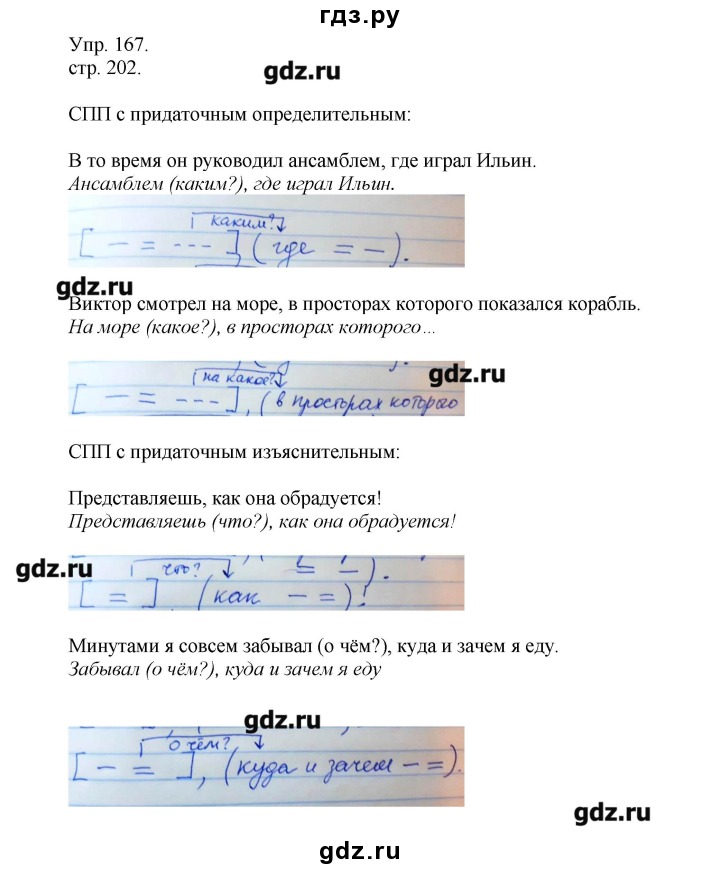 гдз.ру
Упр. 167.
стр. 202.
gdz.ru
СПП с придаточным определительным:
В то время он руководил ансамблем, где играл Ильин.
Ансамблем (каким?), где играл Ильин.
каким?
[ — = --- ], (где = —).
gdz.ru
Виктор смотрел на море, в просторах которого показался корабль.
На море (какое?), в просторах которого…
gdz.ru
на какое?
[ — = --- ], (в просторах которого
СПП с придаточным изъяснительным:
Представляешь, как она обрадуется!
Представляешь (что?), как она обрадуется!
gdz.ru
что?
= — ).
[ = ] (как — =)!
Минутами я совсем забывал (о чём?), куда и зачем я еду.
Забывал (о чём?), куда и зачем я еду
gdz.ru
о чём?
[ — = ], (куда и зачем — =).
gdz.ru
gdz.ru